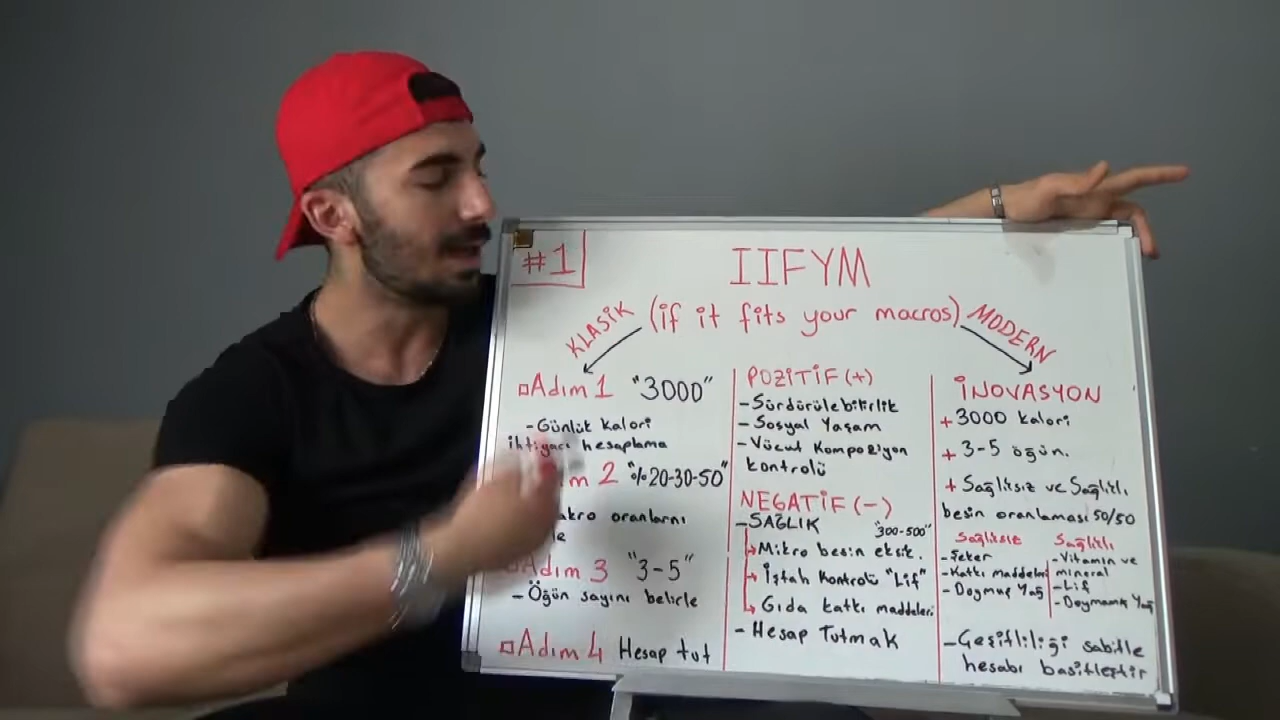 #1
IIFYM
KLASİK (if it fits your macros) MODERN
Adım 1 "3000"
- Günlük kalori
ihtiyacı hesaplama
2 "%20-30-50"
oranlarını
Adım 3 "3-5"
- Öğün sayını belirle
Adım 4 Hesap tut
POZİTİF (+)
- Sürdürülebilirlik
- Sosyal Yaşam
- Vücut Kompozisyon
kontrolü
NEGATİF (-)
- SAĞLIK "300-500"
Mikro besin eksik.
İştah Kontrolü "Lif"
Gıda katkı maddeleri
- Hesap Tutmak
İNOVASYON
+ 3000 kalori
+ 3-5 öğün.
+ Sağlıksız ve Sağlıklı
besin oranlaması 50/50
Sağlıksız
- Şeker
- Katkı maddeleri
- Doymuş Yağ
Sağlıklı
- Vitamin ve
mineral
- Lif
- Doymamış Yağ
- Çeşitliliği sabitle
hesabı basitleştir